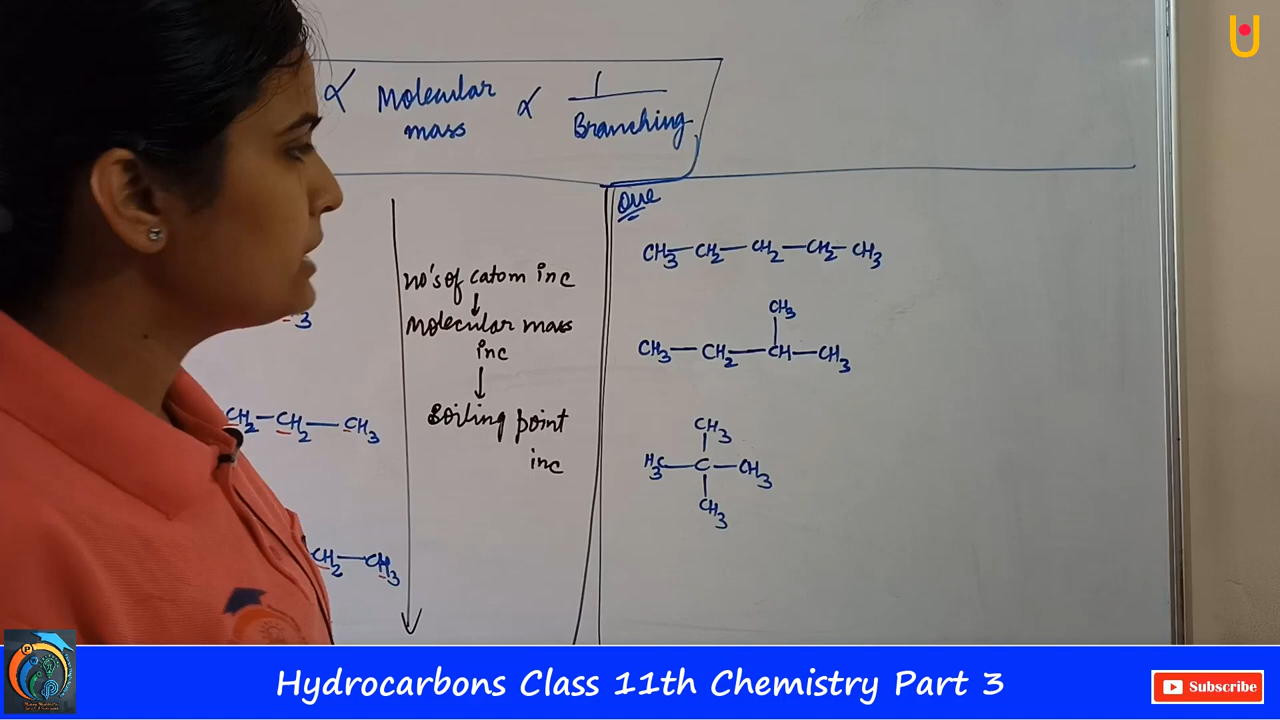 ∝ Molecular mass ∝ 1/Branching
Que
no's of catom inc
↓
Molecular mass
inc
↓
Boiling point
inc
3
CH2—CH2—CH3
CH2—CH3
CH3—CH2—CH2—CH2—CH3
CH3
CH3—CH2—CH—CH3
CH3
H3C—C—CH3
CH3
Hydrocarbons Class 11th Chemistry Part 3
Subscribe